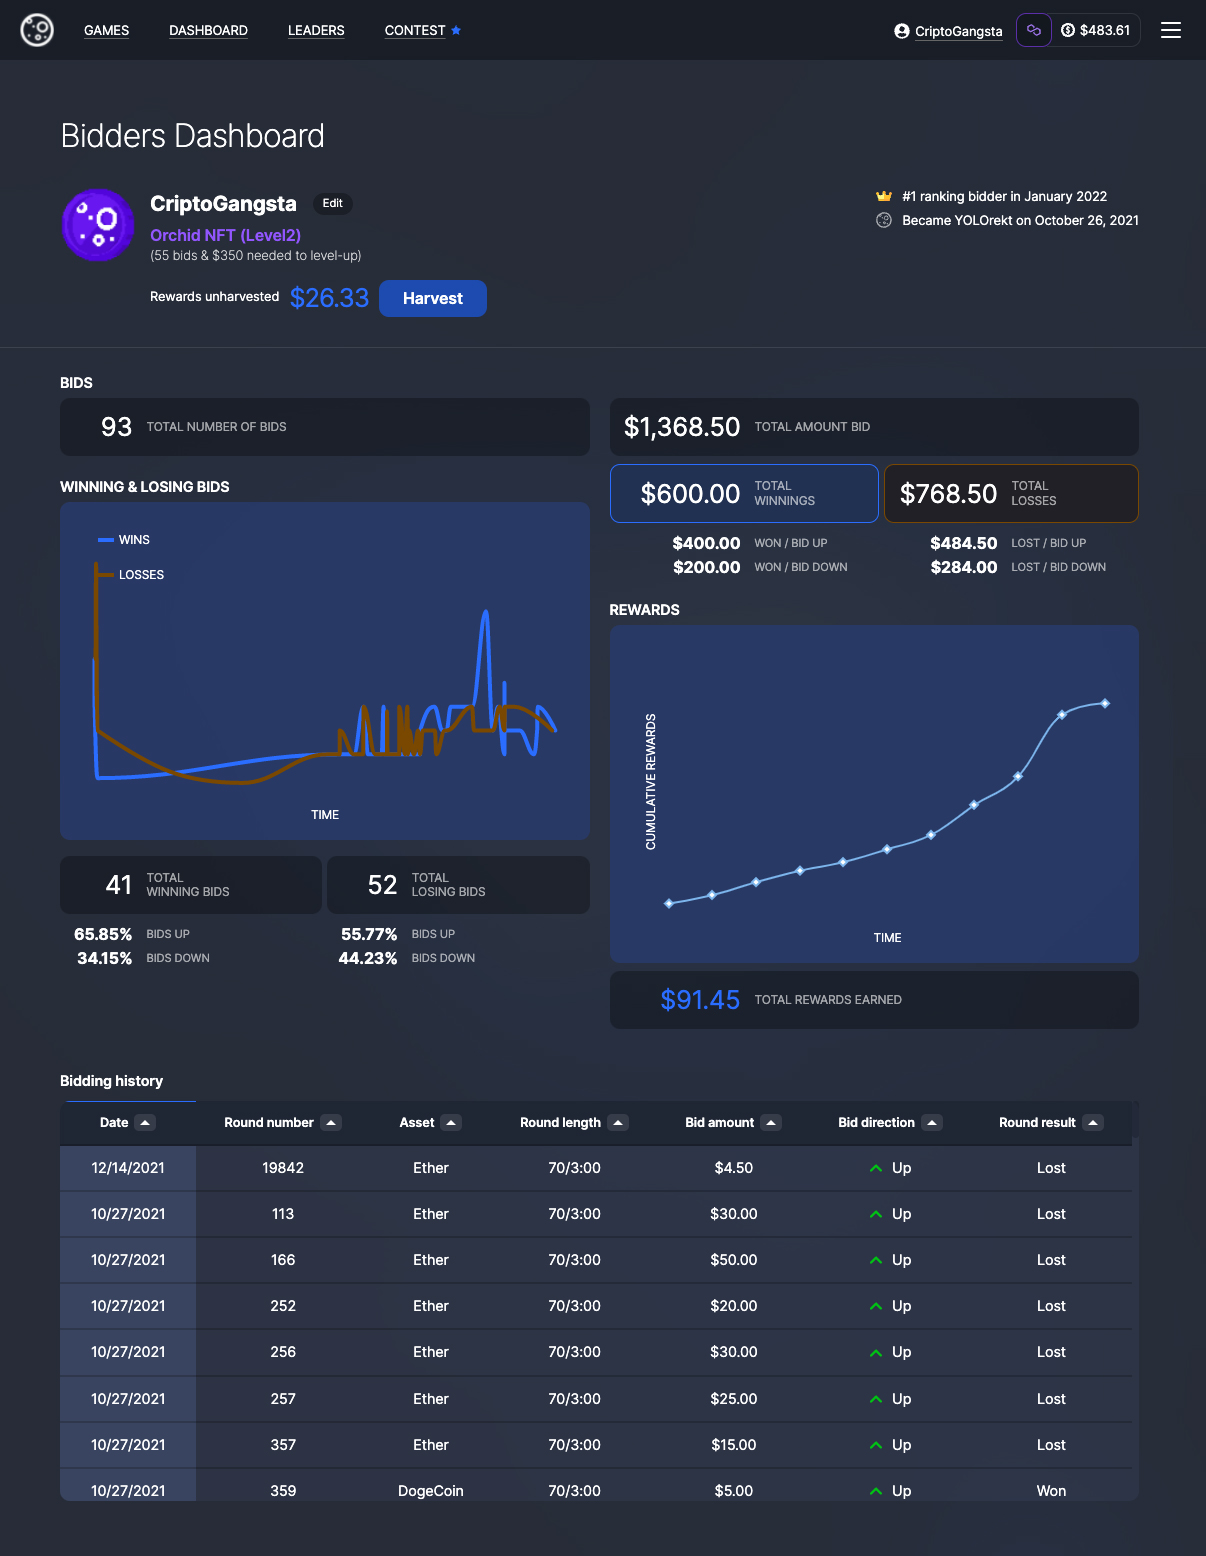 GAMES DASHBOARD LEADERS CONTEST CriptoGangsta $483.61
Bidders Dashboard
CriptoGangsta Edit
Orchid NFT (Level2)
(55 bids & $350 needed to level-up)
Rewards unharvested $26.33 Harvest
#1 ranking bidder in January 2022
Became YOLOrekt on October 26, 2021
BIDS
93 TOTAL NUMBER OF BIDS
$1,368.50 TOTAL AMOUNT BID
$600.00 TOTAL WINNINGS
$768.50 TOTAL LOSSES
$400.00 WON / BID UP
$200.00 WON / BID DOWN
$484.50 LOST / BID UP
$284.00 LOST / BID DOWN
WINNING & LOSING BIDS
WINS
LOSSES
TIME
41 TOTAL WINNING BIDS
52 TOTAL LOSING BIDS
65.85% BIDS UP
34.15% BIDS DOWN
55.77% BIDS UP
44.23% BIDS DOWN
REWARDS
CUMULATIVE REWARDS
TIME
$91.45 TOTAL REWARDS EARNED
Bidding history
Date Round number Asset Round length Bid amount Bid direction Round result
12/14/2021 19842 Ether 70/3:00 $4.50 Up Lost
10/27/2021 113 Ether 70/3:00 $30.00 Up Lost
10/27/2021 166 Ether 70/3:00 $50.00 Up Lost
10/27/2021 252 Ether 70/3:00 $20.00 Up Lost
10/27/2021 256 Ether 70/3:00 $30.00 Up Lost
10/27/2021 257 Ether 70/3:00 $25.00 Up Lost
10/27/2021 357 Ether 70/3:00 $15.00 Up Lost
10/27/2021 359 DogeCoin 70/3:00 $5.00 Up Won